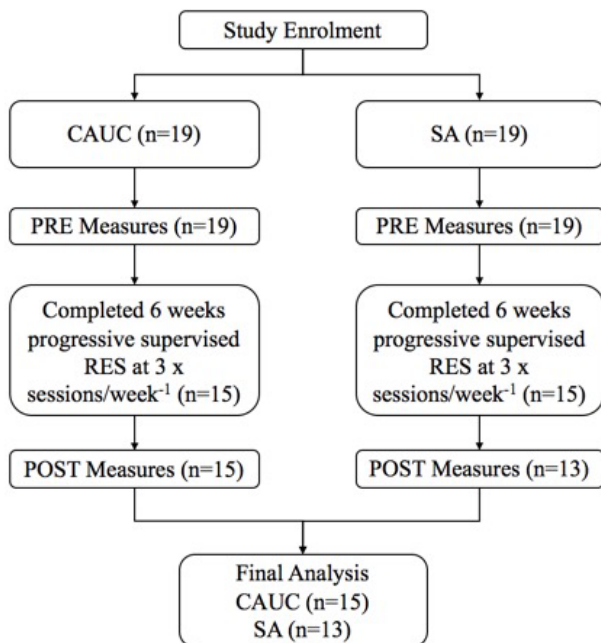 Study Enrolment
CAUC (n=19)
SA (n=19)
PRE Measures (n=19)
PRE Measures (n=19)
Completed 6 weeks
progressive supervised
RES at 3 x
sessions/week⁻¹ (n=15)
Completed 6 weeks
progressive supervised
RES at 3 x
sessions/week⁻¹ (n=15)
POST Measures (n=15)
POST Measures (n=13)
Final Analysis
CAUC (n=15)
SA (n=13)